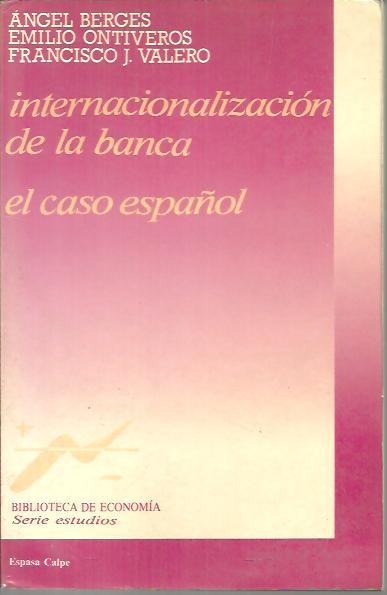 ÁNGEL BERGES
EMILIO ONTIVEROS
FRANCISCO J. VALERO
internacionalización
de la banca
el caso español
BIBLIOTECA DE ECONOMÍA
Serie estudios
Espasa Calpe